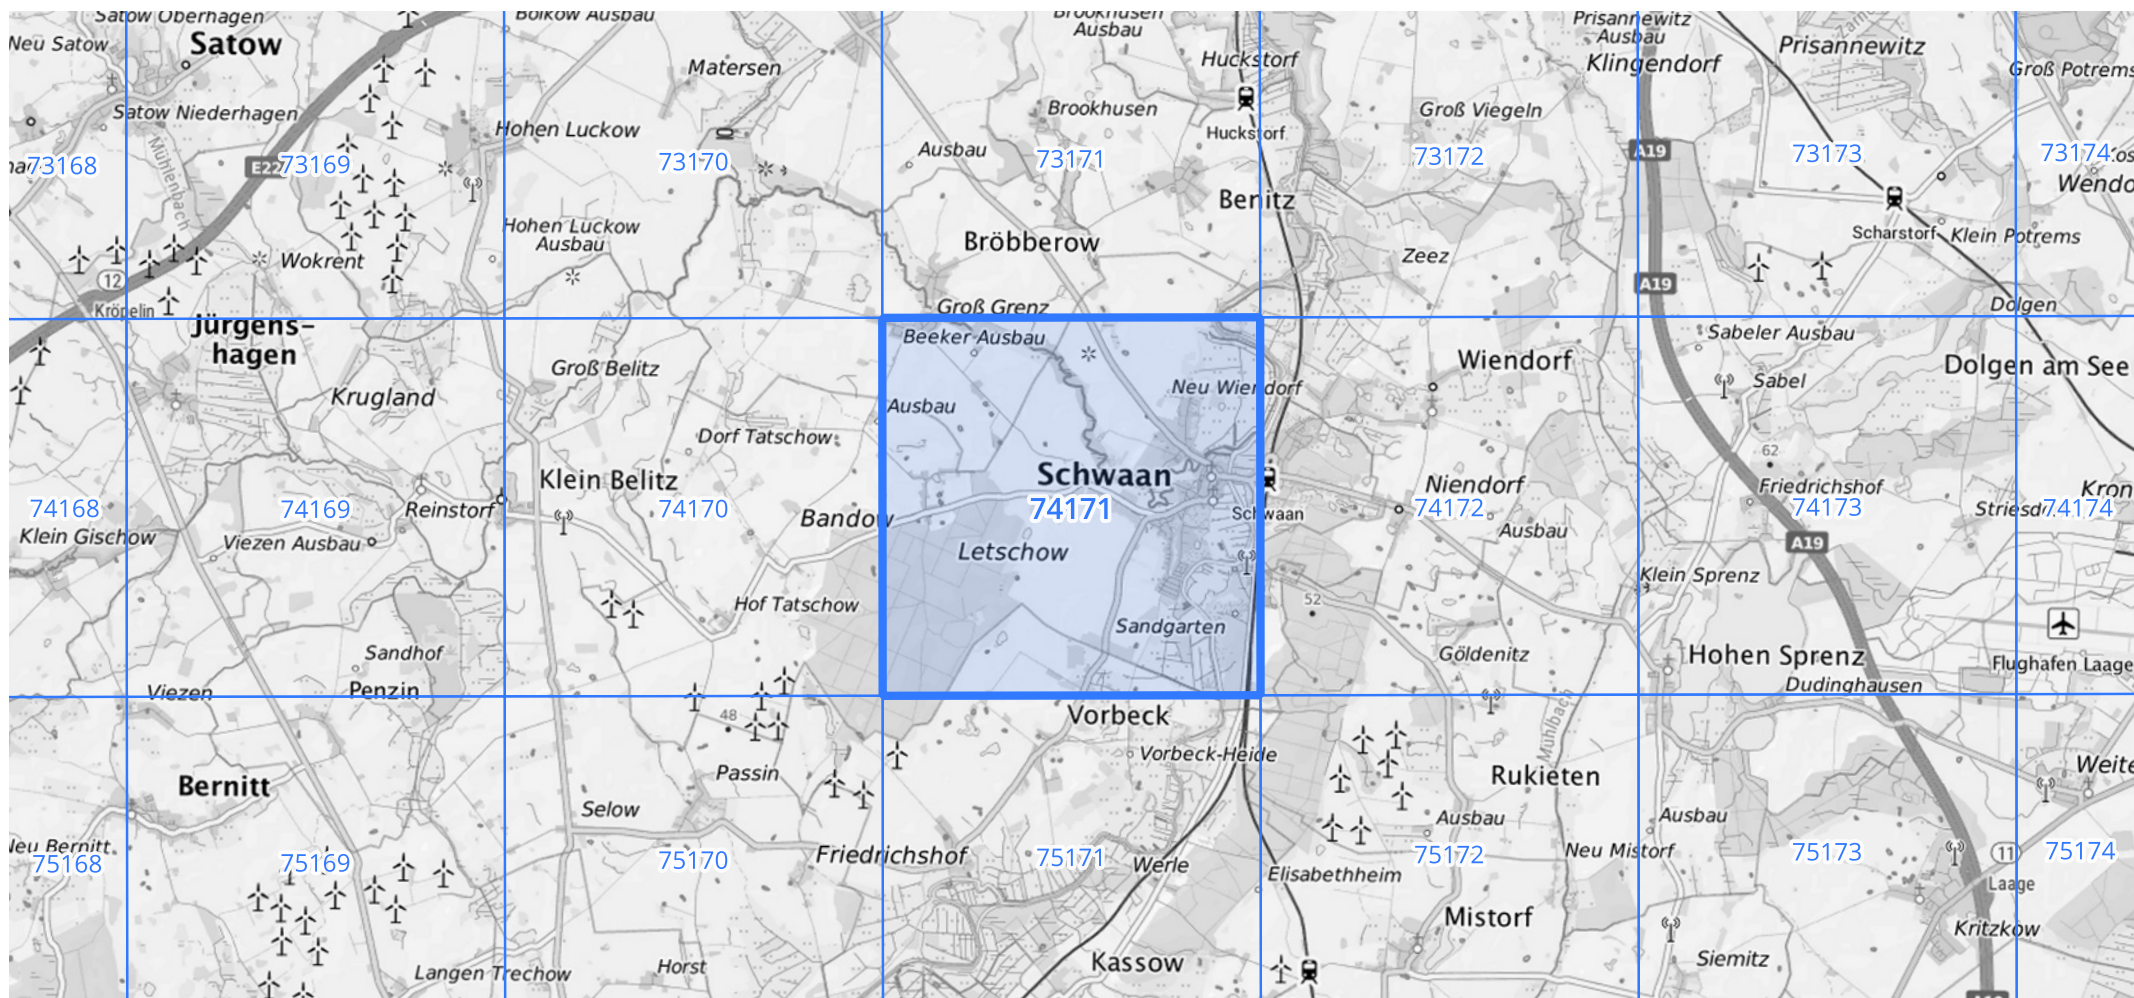 Satow Oberhagen
Bölkow Ausbau
Brookhusen
Ausbau
Prisannewitz
Ausbau
Neu Satow
Satow
Matersen
Huckstorf
Klingendorf
Prisannewitz
Groß Potrems
Satow Niederhagen
Hohen Luckow
Brookhusen
Huckstorf
Groß Viegeln
Mühlenbach
E22
Ausbau
A19
73168
73169
73170
73171
73172
73173
73174
Wendo
Benitz
Hohen Luckow
Ausbau
Bröbberow
Zeez
Scharstorf
Klein Potrems
Wokrent
12
Kröpelin
A19
Groß Grenz
Dolgen
Jürgens-
hagen
Beeker Ausbau
Sabeler Ausbau
Groß Belitz
Wiendorf
Dolgen am See
Krugland
Neu Wiendorf
Sabel
Ausbau
Dorf Tatschow
62
Klein Belitz
Schwaan
Niendorf
Friedrichshof
Kron
74168
74169
74170
74171
74172
74173
74174
Reinstorf
Bandow
Schwaan
Ausbau
Klein Gischow
Viezen Ausbau
Letschow
A19
Klein Sprenz
Hof Tatschow
52
Sandgarten
Sandhof
Göldenitz
Hohen Sprenz
Flughafen Laage
Viezen
Penzin
Dudinghausen
48
Vorbeck
Mühlbach
Vorbeck-Heide
Bernitt
Passin
Rukieten
Weite
Selow
Ausbau
Ausbau
Neu Bernitt
Friedrichshof
Werle
Neu Mistorf
11
75168
75169
75170
75171
75172
75173
75174
Elisabethheim
Laage
Mistorf
Kritzkow
Langen Trechow
Horst
Kassow
Siemitz